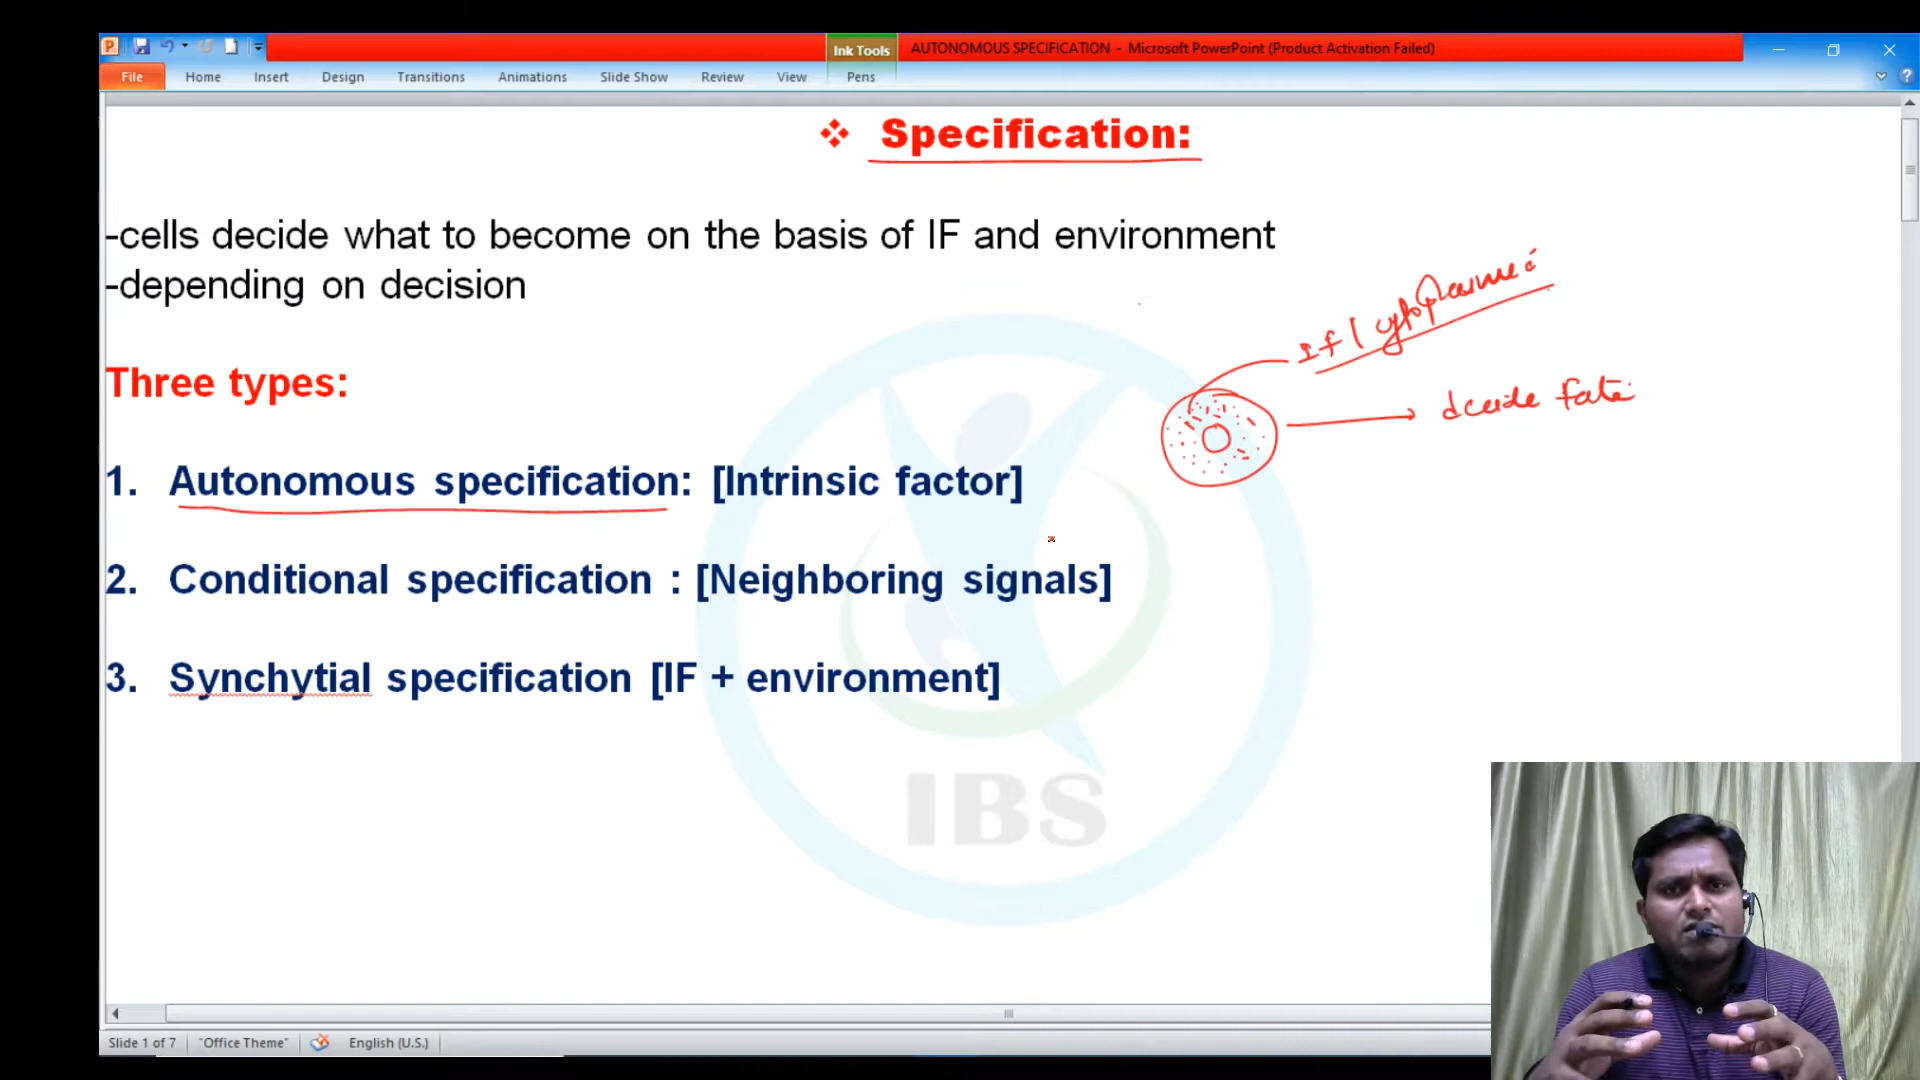 Ink Tools
AUTONOMOUS SPECIFICATION - Microsoft PowerPoint (Product Activation Failed)
File Home Insert Design Transitions Animations Slide Show Review View Pens
❖ Specification:
-cells decide what to become on the basis of IF and environment
-depending on decision
IF/ cytoplasmic
decide fate
Three types:
1. Autonomous specification: [Intrinsic factor]
2. Conditional specification : [Neighboring signals]
3. Synchytial specification [IF + environment]
IBS
Slide 1 of 7 "Office Theme" English (U.S.)